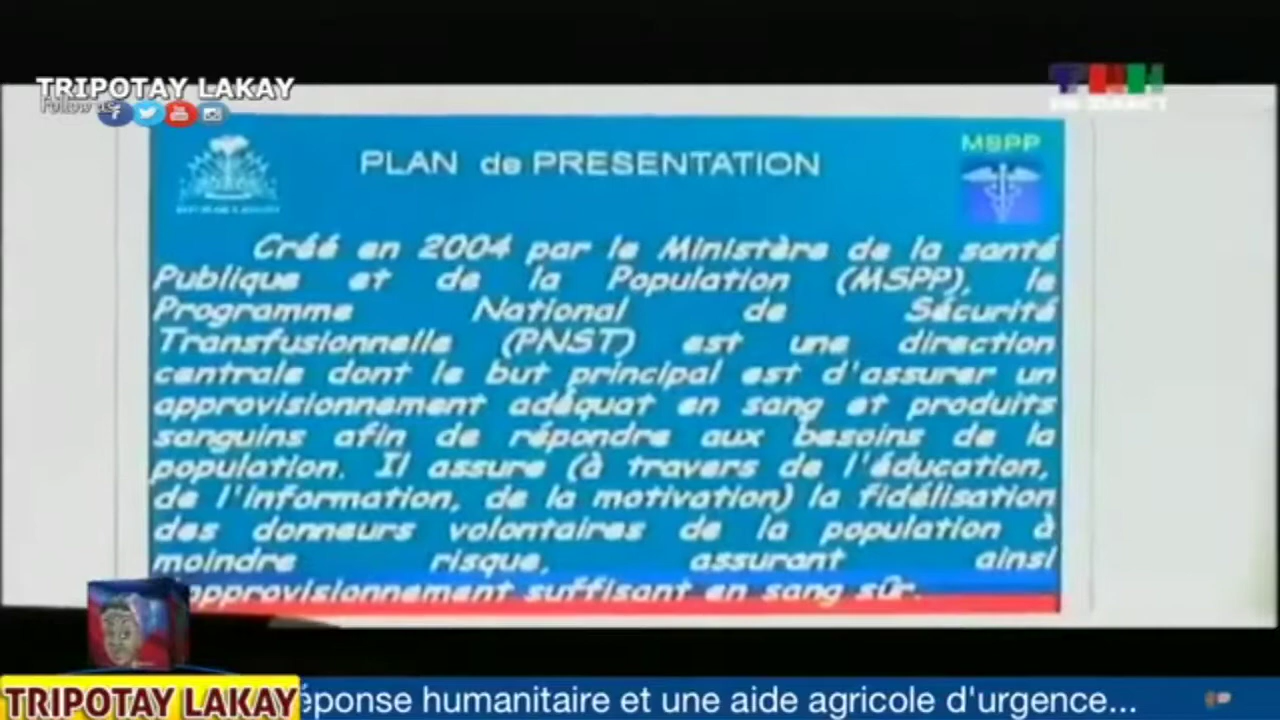 TRIPOTAY LAKAY
Follow us
EN DIRECT
MSPP
PLAN de PRESENTATION
Créé en 2004 par le Ministère de la santé
Publique et de la Population (MSPP), le
Programme National de Sécurité
Transfusionnelle (PNST) est une direction
centrale dont le but principal est d'assurer un
approvisionnement adéquat en sang et produits
sanguins afin de répondre aux besoins de la
population. Il assure (à travers de l'éducation,
de l'information, de la motivation) la fidélisation
des donneurs volontaires de la population à
moindre risque, assurant ainsi
approvisionnement suffisant en sang sûr.
TRIPOTAY LAKAY
éponse humanitaire et une aide agricole d'urgence...